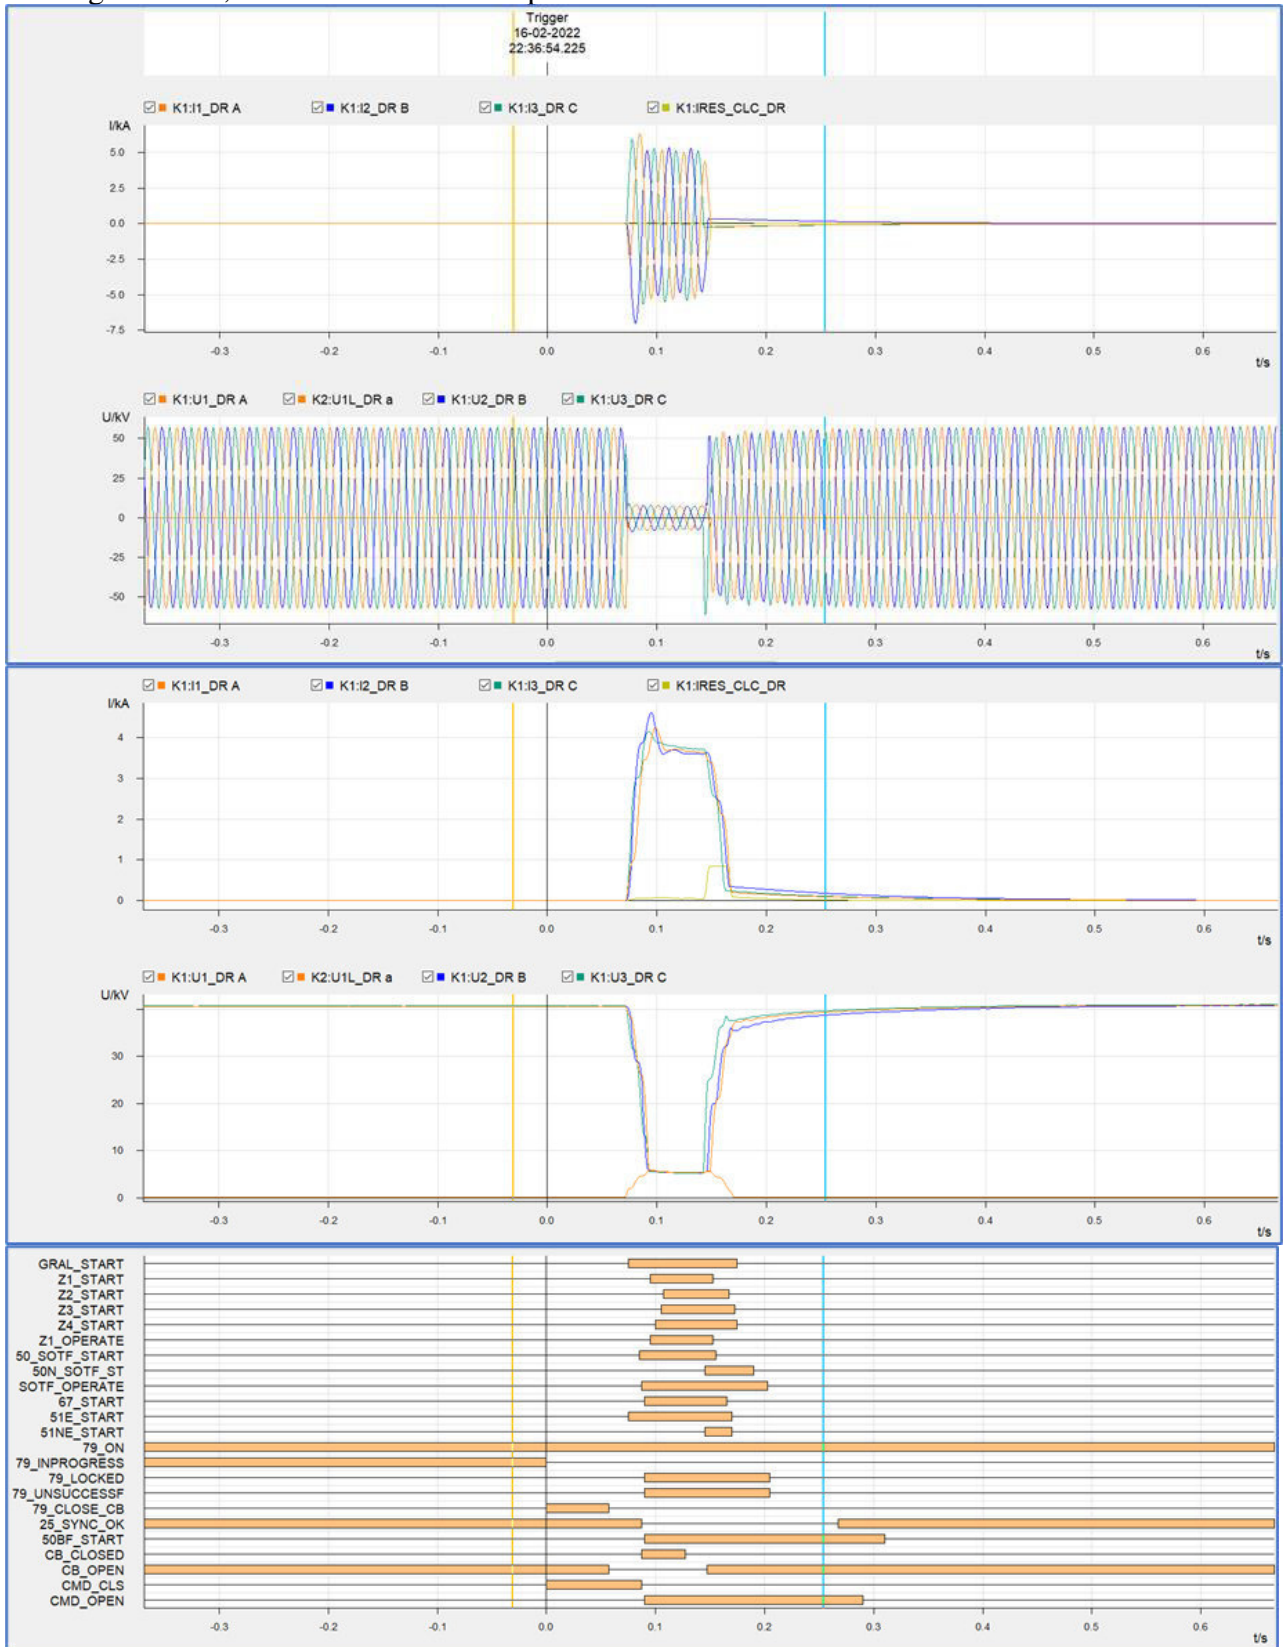 Trigger
16-02-2022
22:36:54.225
K1:I1_DR A K1:I2_DR B K1:I3_DR C K1:IRES_CLC_DR
I/kA
5.0
2.5
0.0
-2.5
-5.0
-7.5
-0.3 -0.2 -0.1 0.0 0.1 0.2 0.3 0.4 0.5 0.6
t/s
K1:U1_DR A K2:U1L_DR a K1:U2_DR B K1:U3_DR C
U/kV
50
25
0
-25
-50
-0.3 -0.2 -0.1 0.0 0.1 0.2 0.3 0.4 0.5 0.6
t/s
K1:I1_DR A K1:I2_DR B K1:I3_DR C K1:IRES_CLC_DR
I/kA
4
3
2
1
0
-0.3 -0.2 -0.1 0.0 0.1 0.2 0.3 0.4 0.5 0.6
t/s
K1:U1_DR A K2:U1L_DR a K1:U2_DR B K1:U3_DR C
U/kV
30
20
10
0
-0.3 -0.2 -0.1 0.0 0.1 0.2 0.3 0.4 0.5 0.6
t/s
GRAL_START
Z1_START
Z2_START
Z3_START
Z4_START
Z1_OPERATE
50_SOTF_START
50N_SOTF_ST
SOTF_OPERATE
67_START
51E_START
51NE_START
79_ON
79_INPROGRESS
79_LOCKED
79_UNSUCCESSF
79_CLOSE_CB
25_SYNC_OK
50BF_START
CB_CLOSED
CB_OPEN
CMD_CLS
CMD_OPEN
-0.3 -0.2 -0.1 0.0 0.1 0.2 0.3 0.4 0.5 0.6
t/s